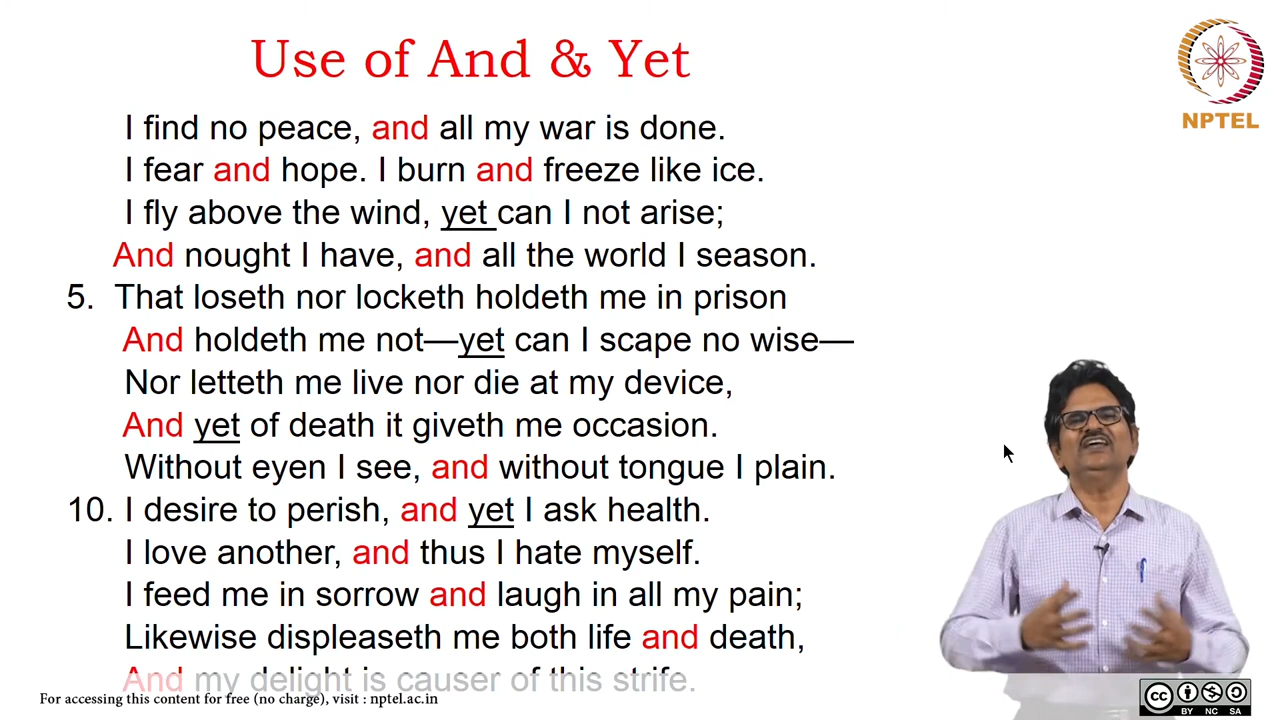 Use of And & Yet
NPTEL
I find no peace, and all my war is done.
I fear and hope. I burn and freeze like ice.
I fly above the wind, yet can I not arise;
And nought I have, and all the world I season.
5. That loseth nor locketh holdeth me in prison
And holdeth me not—yet can I scape no wise—
Nor letteth me live nor die at my device,
And yet of death it giveth me occasion.
Without eyen I see, and without tongue I plain.
10. I desire to perish, and yet I ask health.
I love another, and thus I hate myself.
I feed me in sorrow and laugh in all my pain;
Likewise displeaseth me both life and death,
And my delight is causer of this strife.
For accessing this content for free (no charge), visit : nptel.ac.in
CC BY NC SA